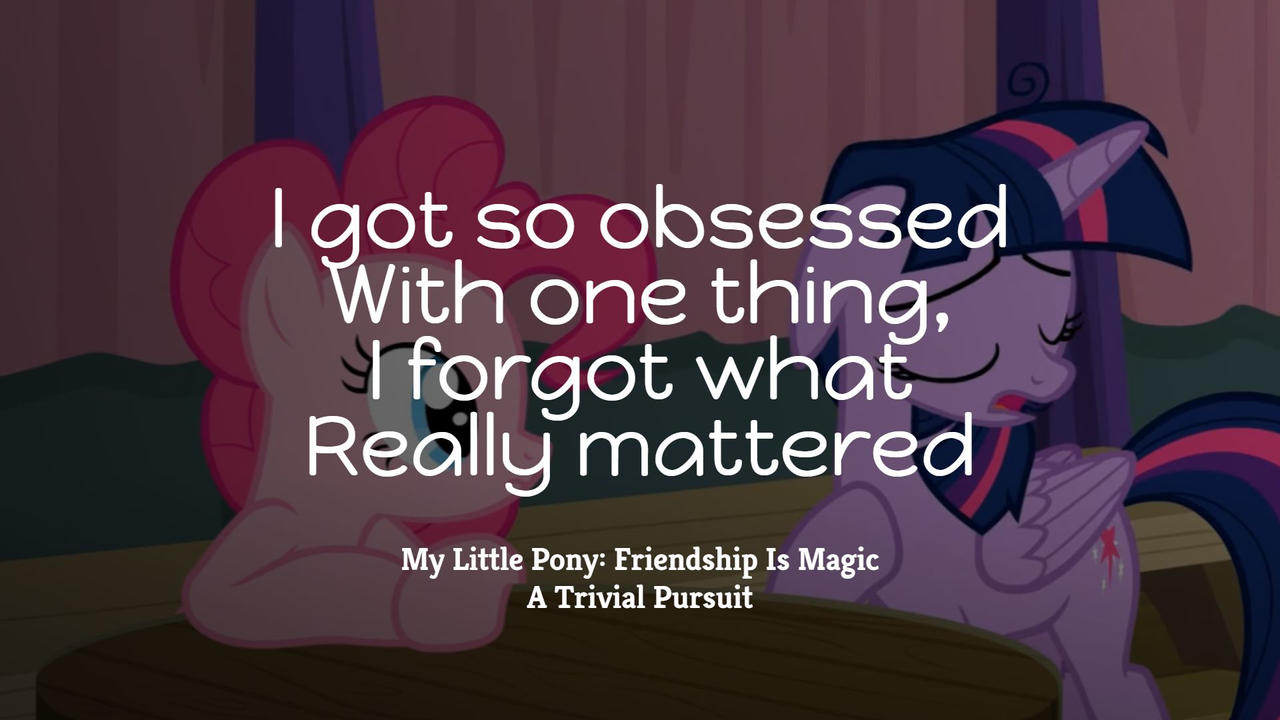 I got so obsessed
With one thing,
I forgot what
Really mattered
My Little Pony: Friendship Is Magic
A Trivial Pursuit